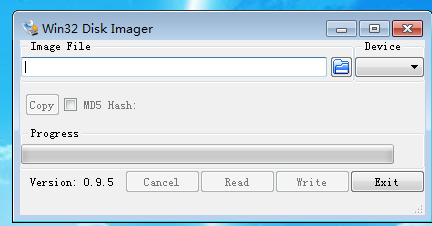 Win32 Disk Imager
Image File
Device
Copy
MD5 Hash:
Progress
Version: 0.9.5
Cancel
Read
Write
Exit